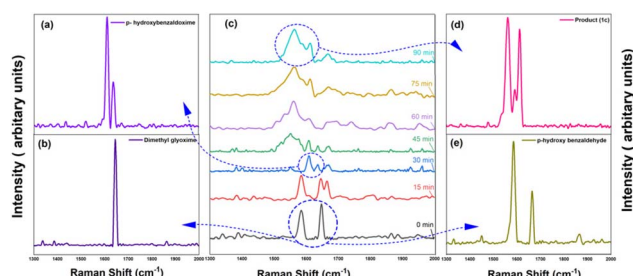 (a)
p- hydroxybenzaldoxime
(b)
Dimethyl glyoxime
1300 1400 1500 1600 1700 1800 1900 2000
Raman Shift (cm-1)
Intensity ( arbitary units)
(c)
90 min
75 min
60 min
45 min
30 min
15 min
0 min
1300 1400 1500 1600 1700 1800 1900 2000
Raman Shift (cm-1)
Intensity ( arbitary units)
(d)
Product (1c)
(e)
p-hydroxy benzaldehyde
1300 1400 1500 1600 1700 1800 1900 2000
Raman Shift (cm-1)